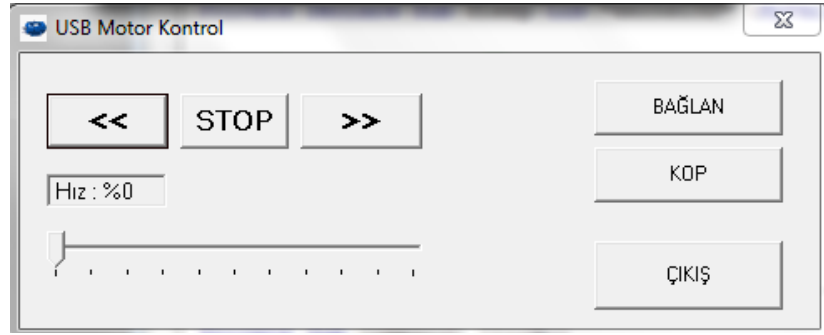 USB Motor Kontrol
<< STOP >>
BAĞLAN
KOP
Hız : %0
ÇIKIŞ